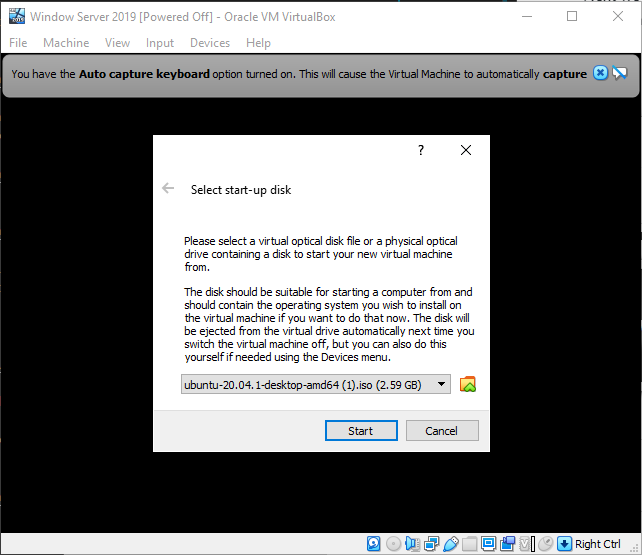 Window Server 2019 [Powered Off] - Oracle VM VirtualBox
File Machine View Input Devices Help
You have the Auto capture keyboard option turned on. This will cause the Virtual Machine to automatically capture
?
Select start-up disk
Please select a virtual optical disk file or a physical optical
drive containing a disk to start your new virtual machine
from.
The disk should be suitable for starting a computer from and
should contain the operating system you wish to install on
the virtual machine if you want to do that now. The disk will
be ejected from the virtual drive automatically next time you
switch the virtual machine off, but you can also do this
yourself if needed using the Devices menu.
ubuntu-20.04.1-desktop-amd64 (1).iso (2.59 GB)
Start Cancel
Right Ctrl